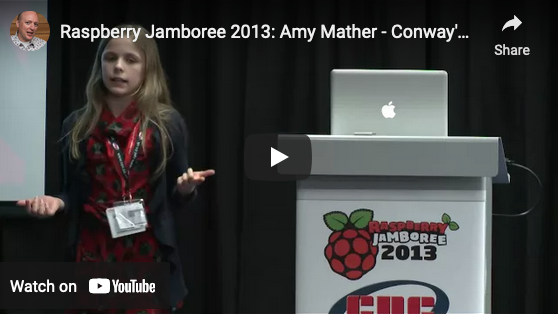 Raspberry Jamboree 2013: Amy Mather - Conway'...
Share
RASPBERRY
JAMBOREE
2013
Watch on YouTube